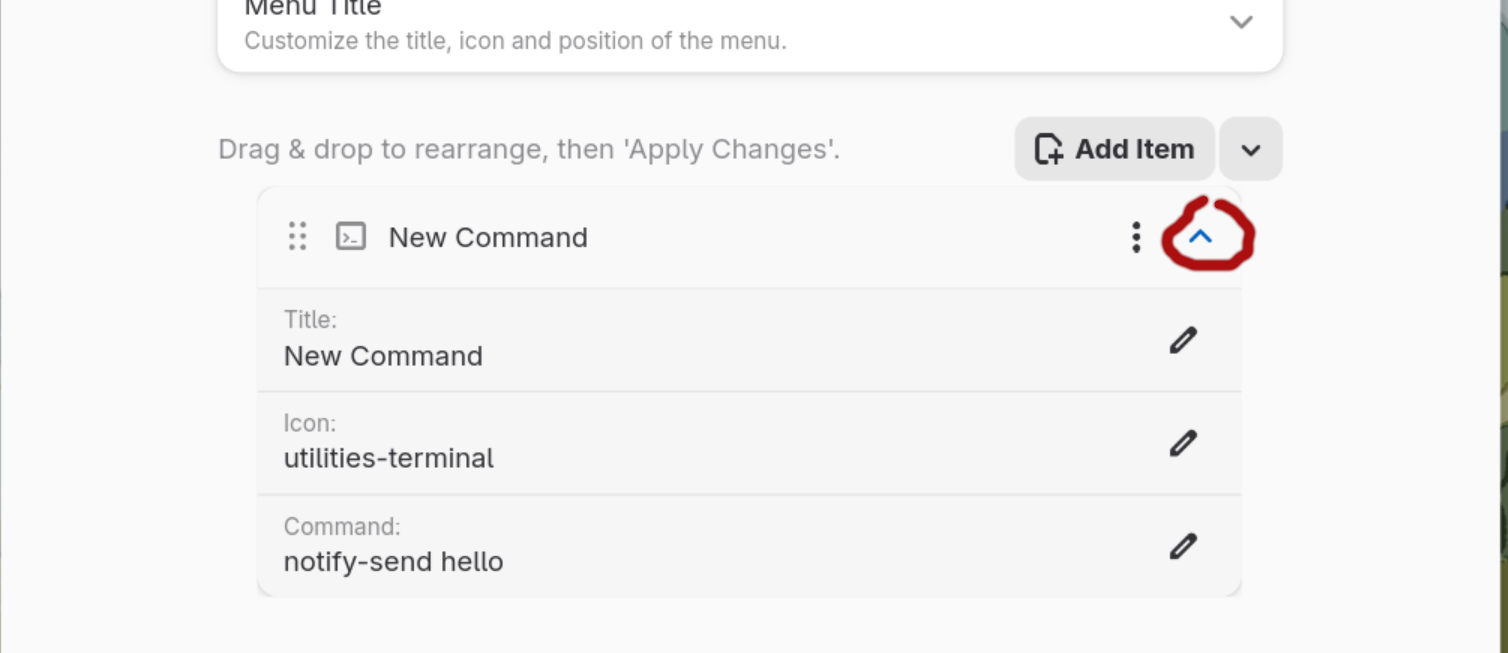 Menu Title
Customize the title, icon and position of the menu.
Drag & drop to rearrange, then 'Apply Changes'.
Add Item
New Command
Title:
New Command
Icon:
utilities-terminal
Command:
notify-send hello